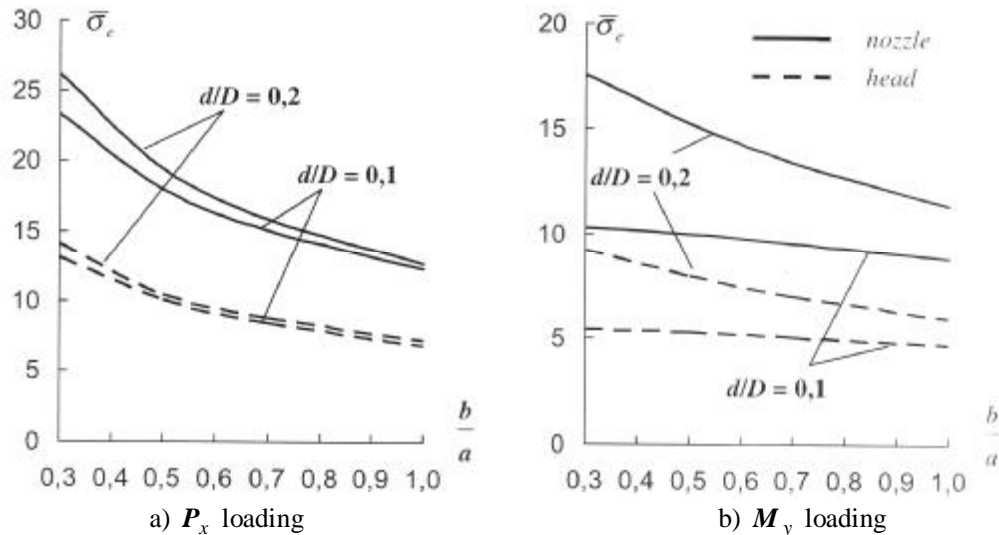 30
σ̅e
25
20
15
10
5
0
d/D = 0,2
d/D = 0,1
b
a
0,3 0,4 0,5 0,6 0,7 0,8 0,9 1,0
a) Px loading
20
σ̅e
15
10
5
0
nozzle
head
d/D = 0,2
d/D = 0,1
b
a
0,3 0,4 0,5 0,6 0,7 0,8 0,9 1,0
b) My loading